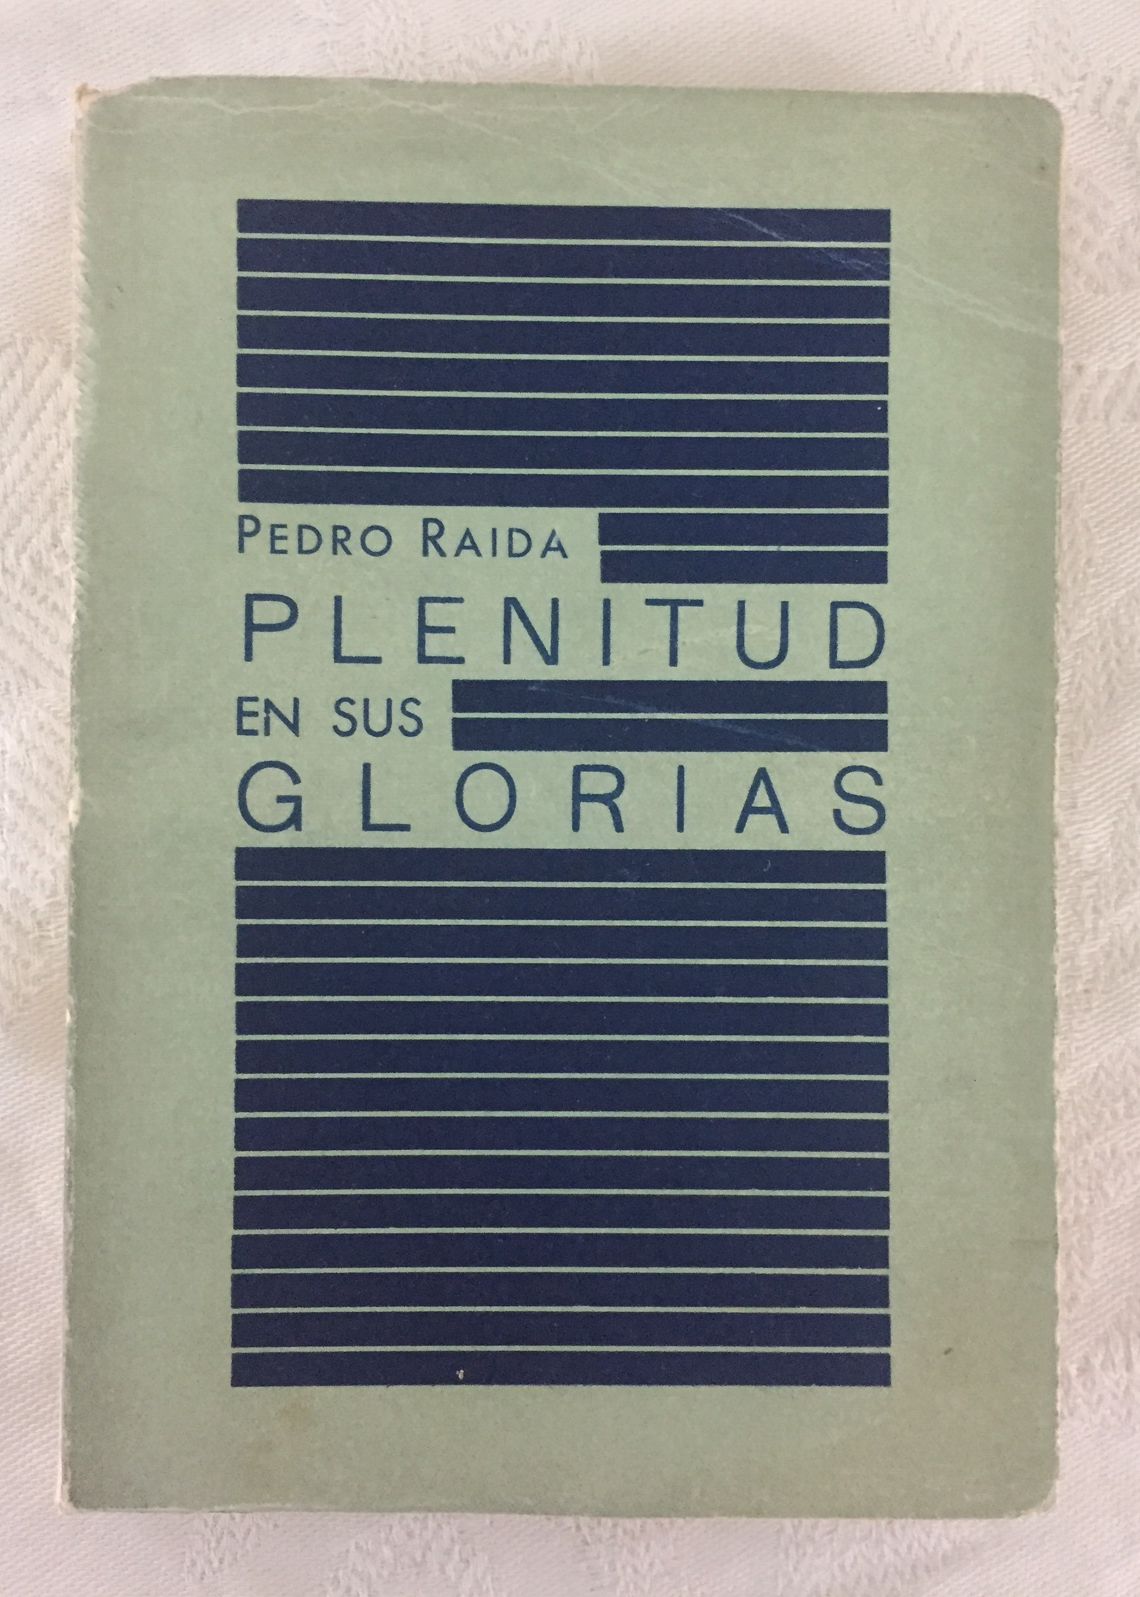 PEDRO RAIDA
PLENITUD
EN SUS
GLORIAS